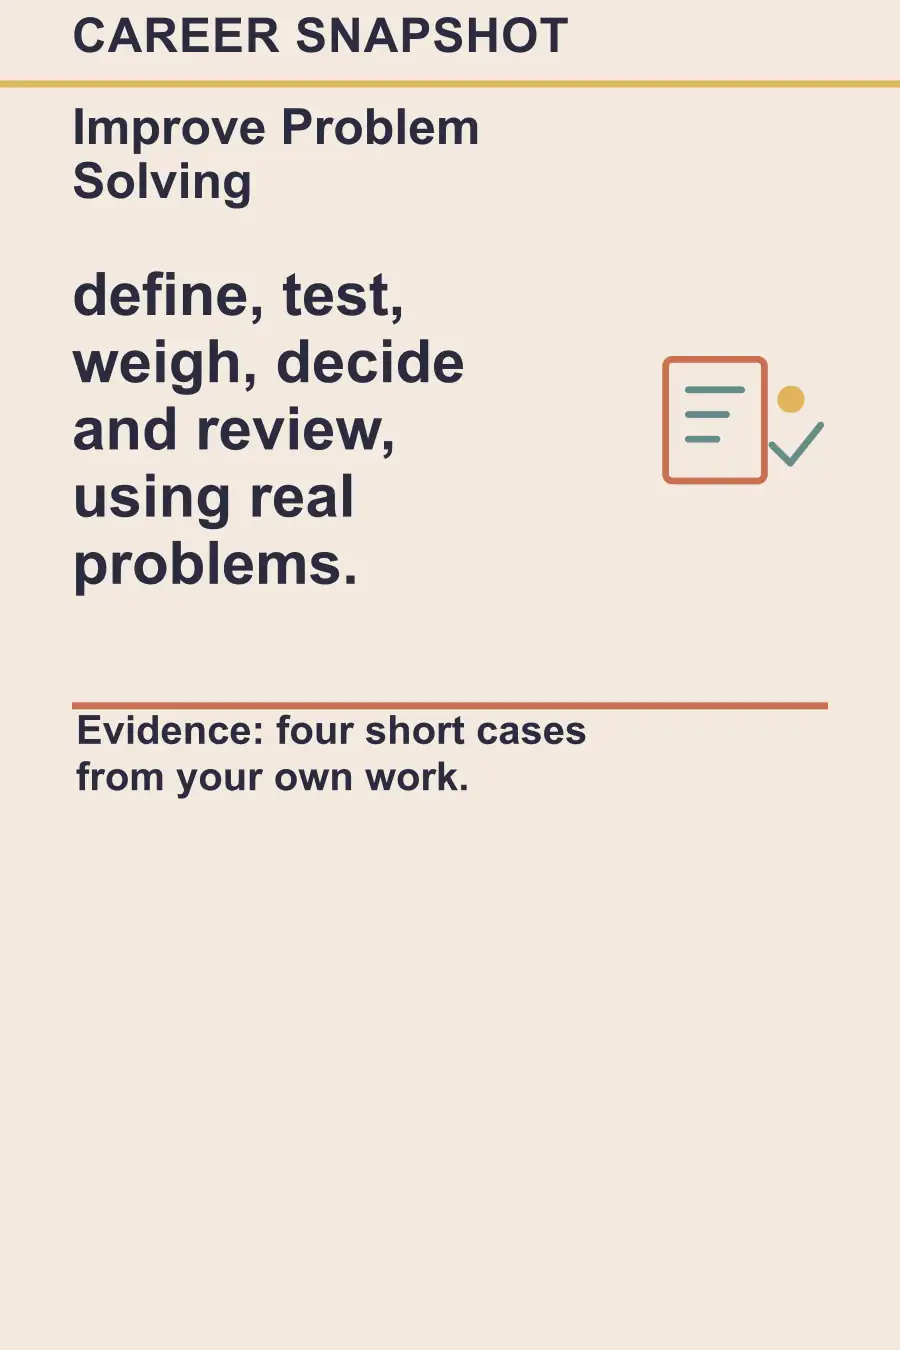 CAREER SNAPSHOT
Improve Problem
Solving
define, test,
weigh, decide
and review,
using real
problems.
Evidence: four short cases
from your own work.